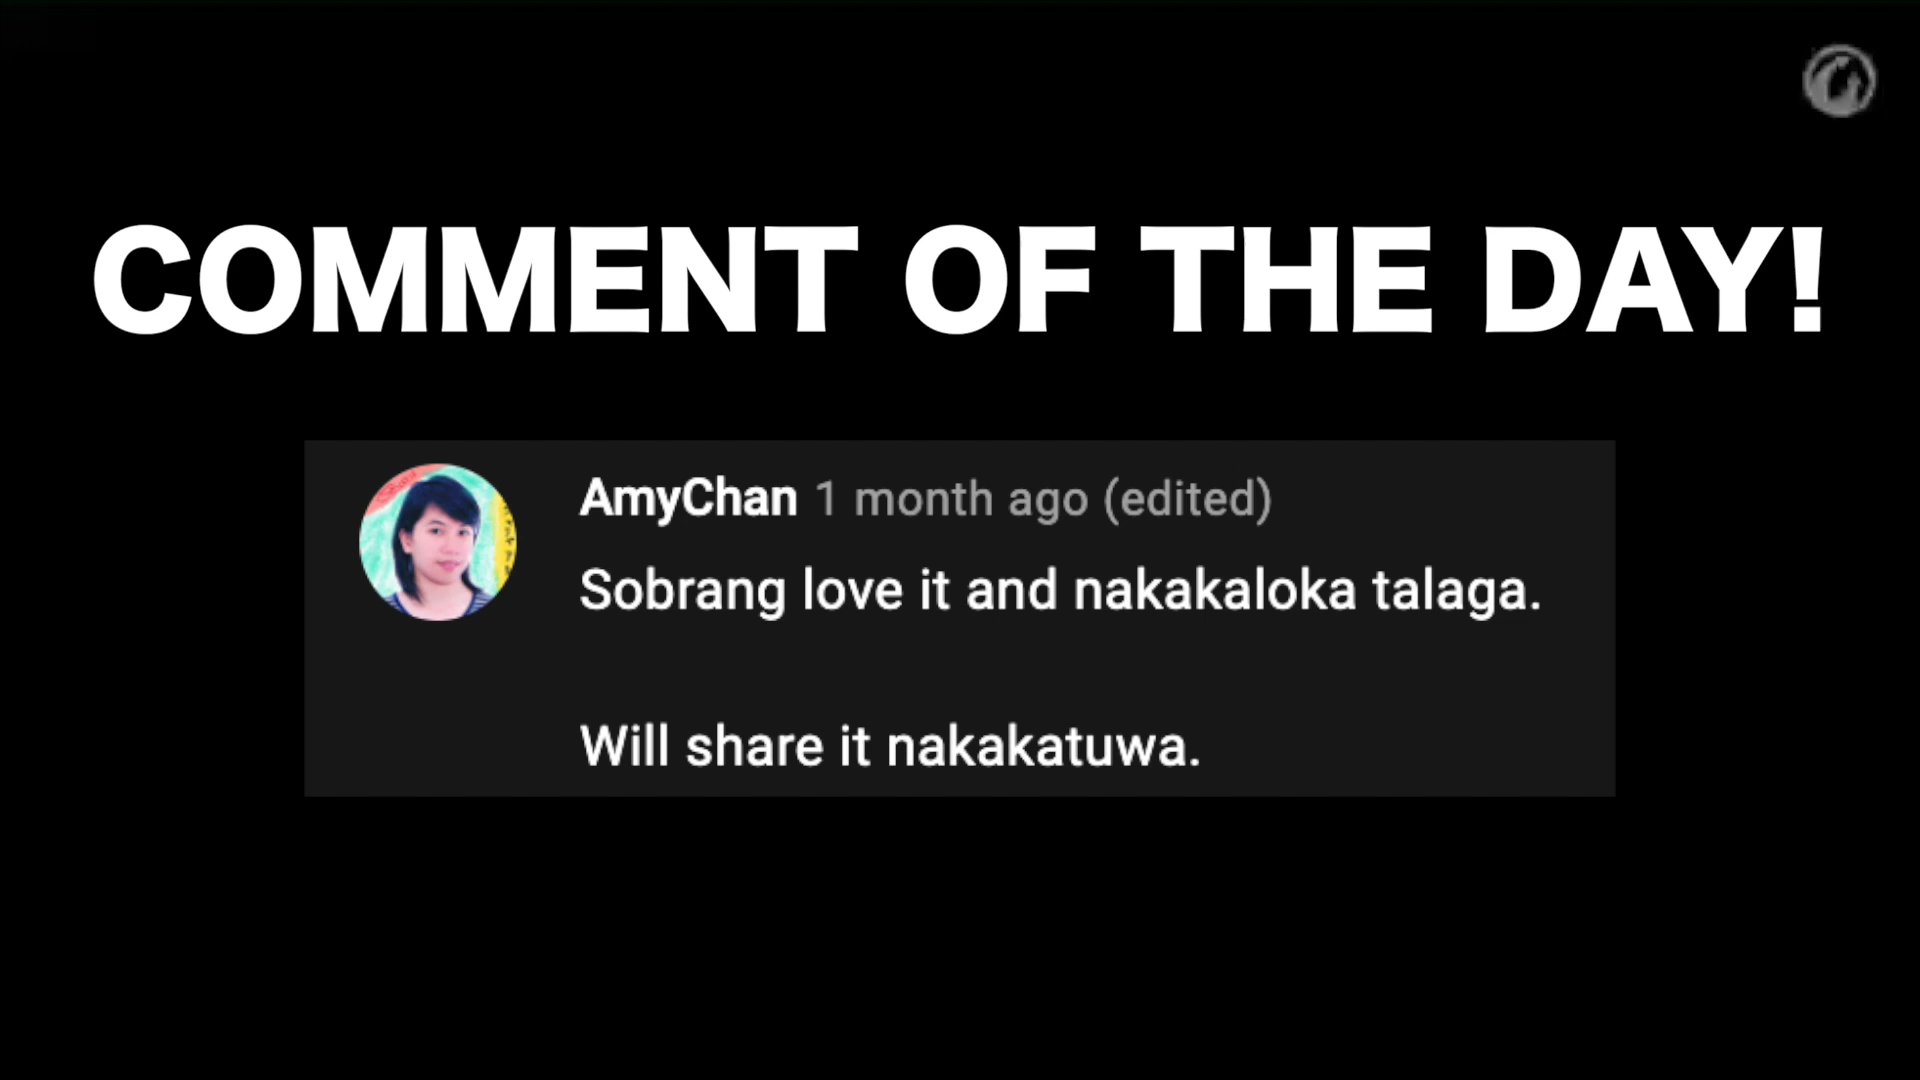 COMMENT OF THE DAY!
AmyChan 1 month ago (edited)
Sobrang love it and nakakaloka talaga.
Will share it nakakatuwa.